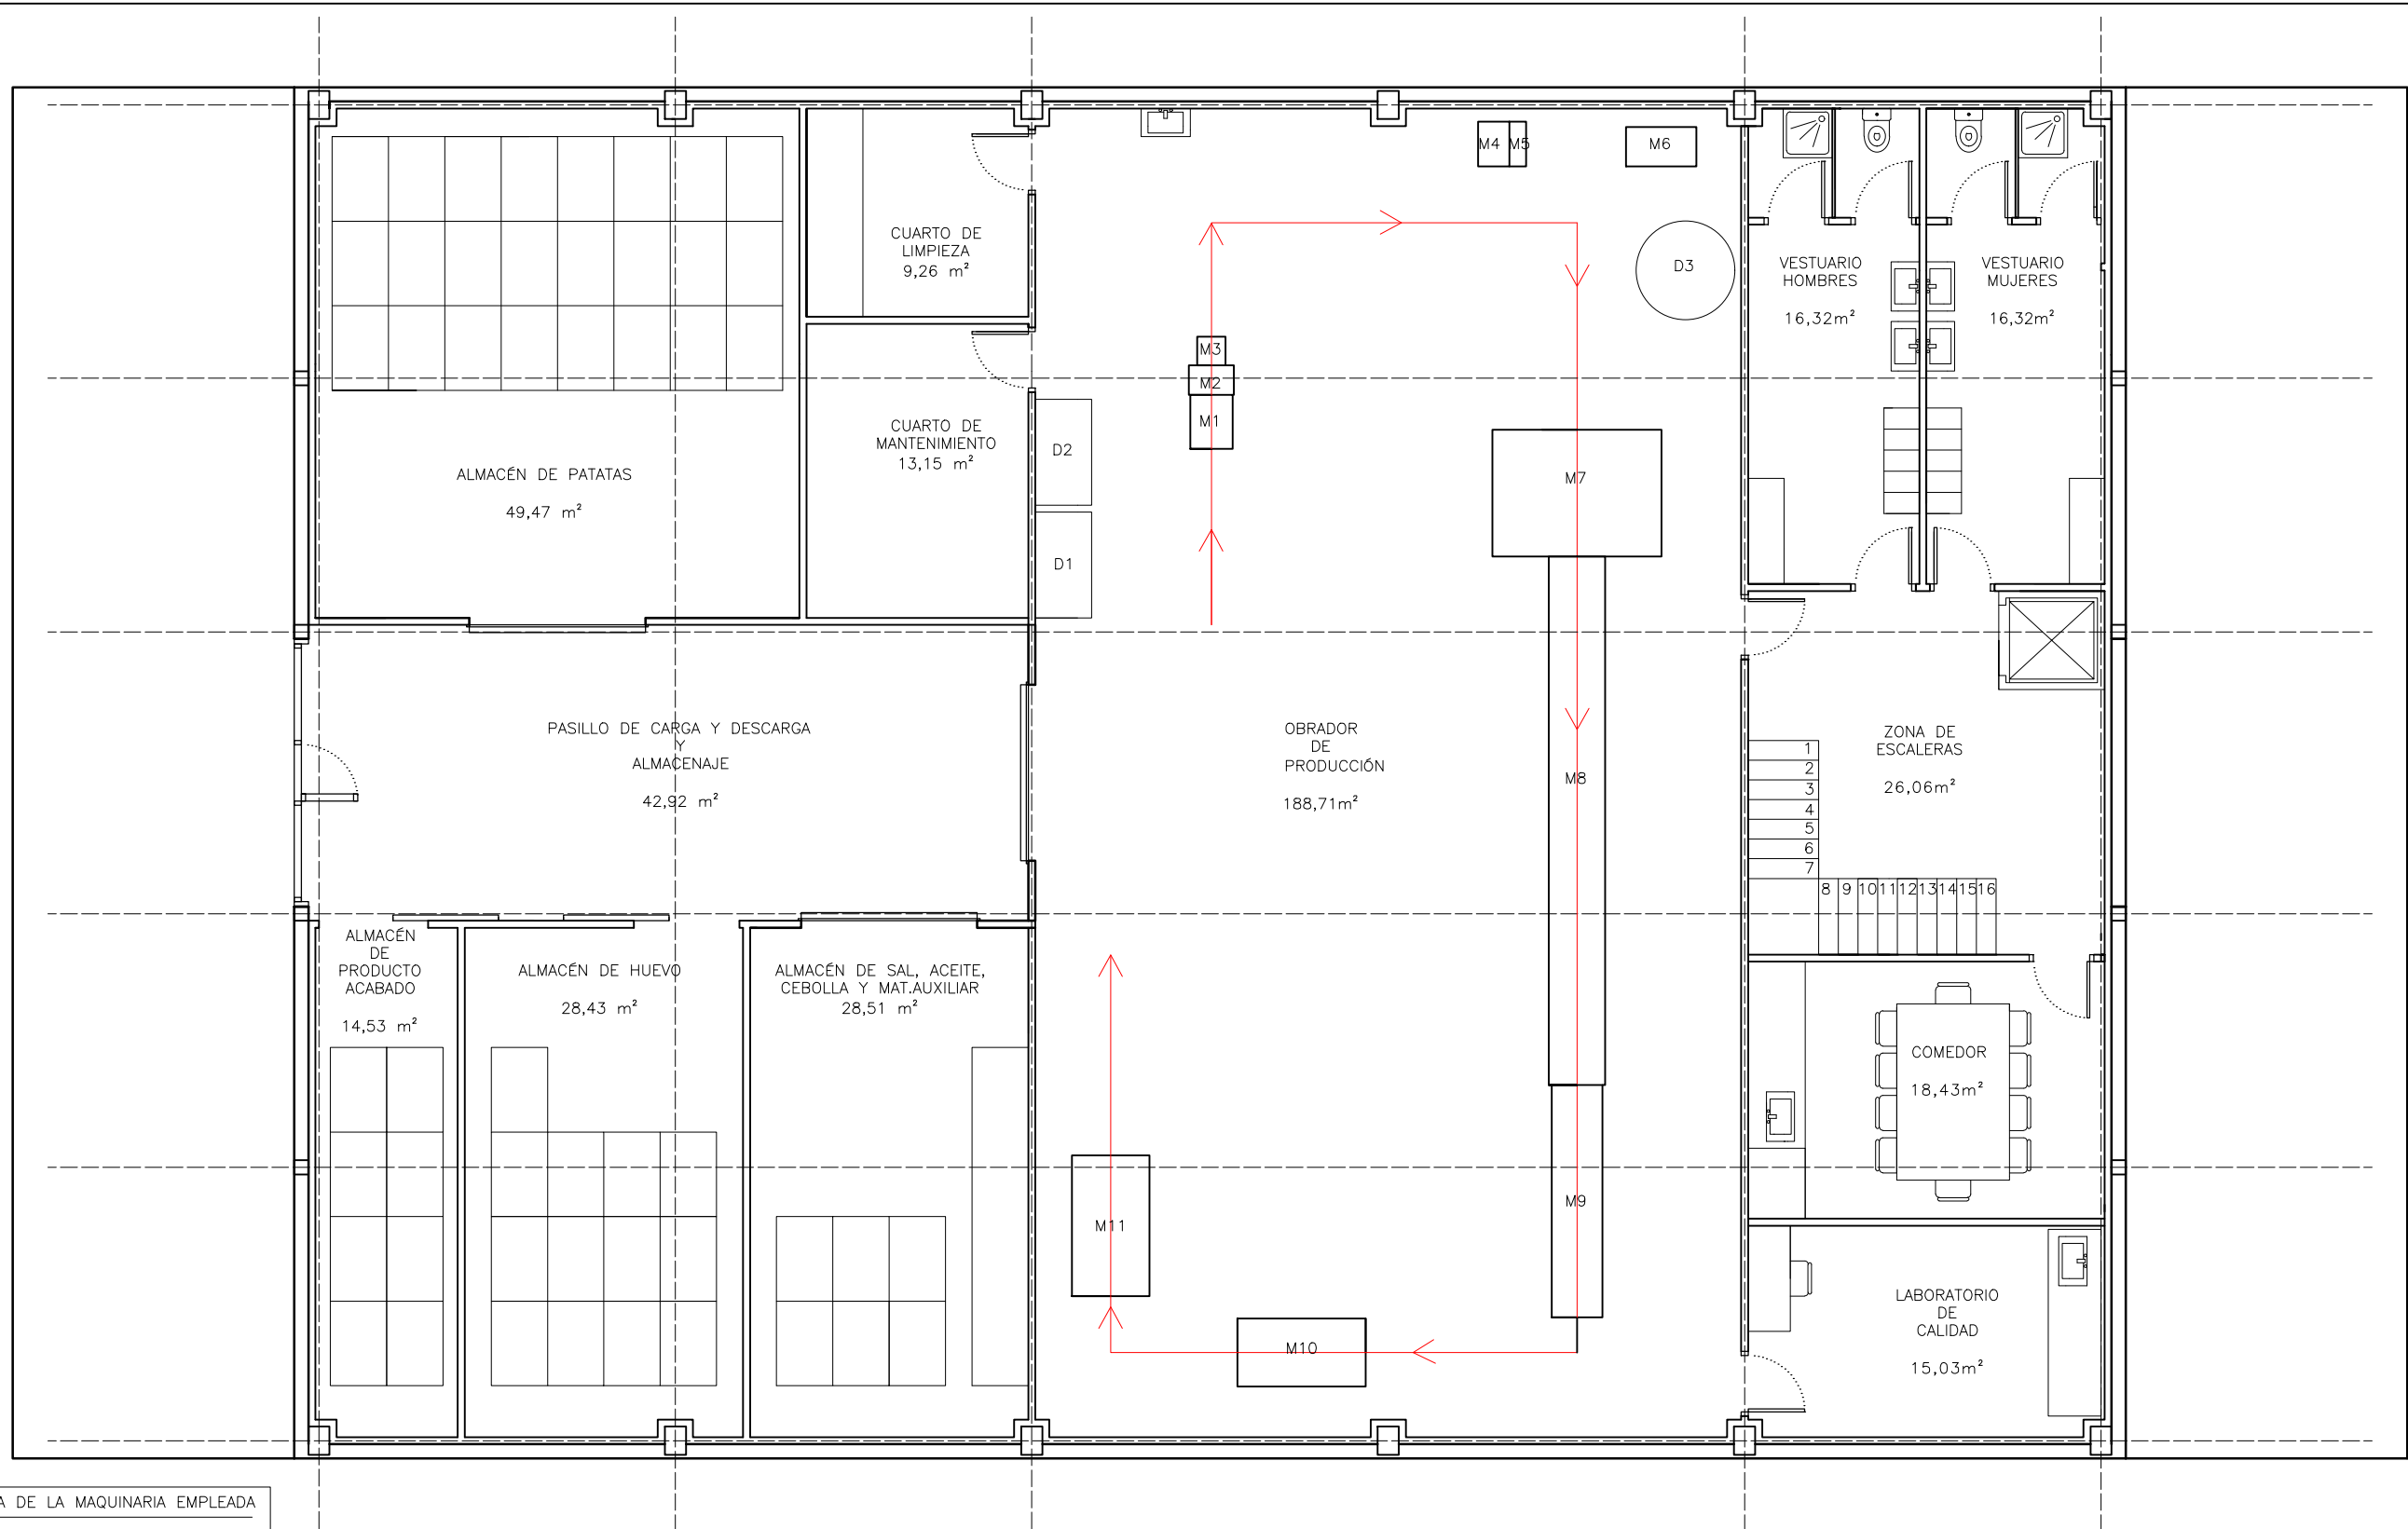 M4 M5
M6
CUARTO DE
LIMPIEZA
9,26 m²
D3
VESTUARIO
HOMBRES
16,32m²
VESTUARIO
MUJERES
16,32m²
M3
M2
M1
CUARTO DE
MANTENIMIENTO
13,15 m²
D2
D1
ALMACÉN DE PATATAS
49,47 m²
M7
PASILLO DE CARGA Y DESCARGA
Y
ALMACENAJE
42,92 m²
OBRADOR
DE
PRODUCCIÓN
188,71m²
M8
ZONA DE
ESCALERAS
26,06m²
1
2
3
4
5
6
7
8 9 10 11 12 13 14 15 16
ALMACÉN
DE
PRODUCTO
ACABADO
14,53 m²
ALMACÉN DE HUEVO
28,43 m²
ALMACÉN DE SAL, ACEITE,
CEBOLLA Y MAT.AUXILIAR
28,51 m²
COMEDOR
18,43m²
M9
M11
M10
LABORATORIO
DE
CALIDAD
15,03m²
A DE LA MAQUINARIA EMPLEADA